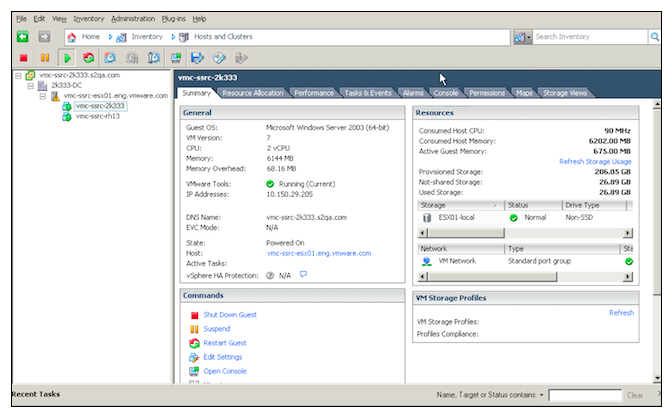 File Edit View Inventory Administration Plug-ins Help
Home Inventory Hosts and Clusters Search Inventory
vmc-ssrc-2k333.s2qa.com
2k333-DC
vmc-ssrc-esx01.eng.vmware.com
vmc-ssrc-2k333
vmc-ssrc-rh13
vmc-ssrc-2k333
Summary Resource Allocation Performance Tasks & Events Alarms Console Permissions Maps Storage Views
General
Guest OS: Microsoft Windows Server 2003 (64-bit)
VM Version: 7
CPU: 2 vCPU
Memory: 6144 MB
Memory Overhead: 68.16 MB
VMware Tools: Running (Current)
IP Addresses: 10.150.29.205
DNS Name: vmc-ssrc-2k333.s2qa.com
EVC Mode: N/A
State: Powered On
Host: vmc-ssrc-esx01.eng.vmware.com
Active Tasks:
vSphere HA Protection: N/A
Commands
Shut Down Guest
Suspend
Restart Guest
Edit Settings
Open Console
Resources
Consumed Host CPU: 90 MHz
Consumed Host Memory: 6202.00 MB
Active Guest Memory: 675.00 MB
Refresh Storage Usage
Provisioned Storage: 206.05 GB
Not-shared Storage: 26.89 GB
Used Storage: 26.89 GB
Storage Status Drive Type
ESX01-local Normal Non-SSD
Network Type Sta
VM Network Standard port group
VM Storage Profiles
Refresh
VM Storage Profiles:
Profiles Compliance:
Recent Tasks Name, Target or Status contains: Clear